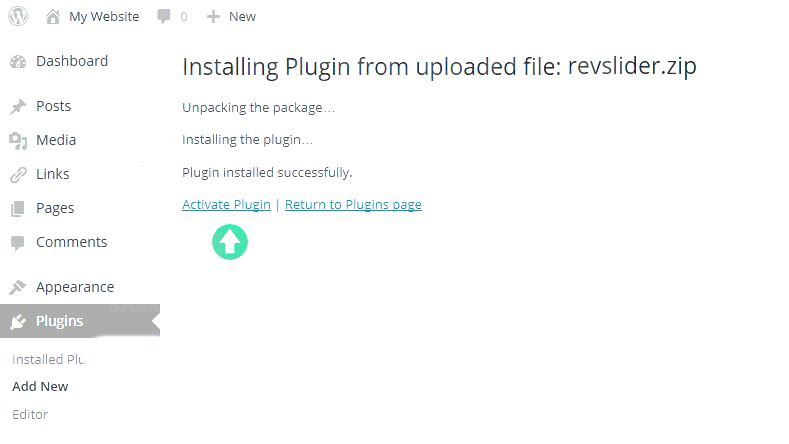 My Website 0 New
Dashboard
Posts
Media
Links
Pages
Comments
Appearance
Plugins
Installed Plu
Add New
Editor
Installing Plugin from uploaded file: revslider.zip
Unpacking the package…
Installing the plugin…
Plugin installed successfully.
Activate Plugin | Return to Plugins page